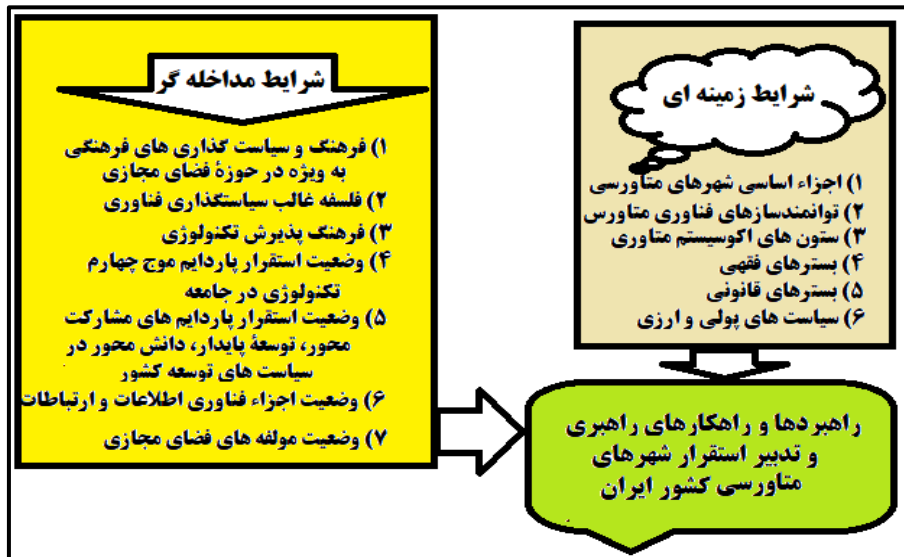 شرایط زمینه ای
۱) اجزاء اساسی شهرهای متاورسی
۲) توانمندسازهای فناوری متاورس
۳) ستون های اکوسیستم متاوری
۴) بسترهای فقهی
۵) بسترهای قانونی
۶) سیاست های پولی و ارزی
شرایط مداخله گر
۱) فرهنگ و سیاست گذاری های فرهنگی
به ویژه در حوزۀ فضای مجازی
۲) فلسفه غالب سیاستگذاری فناوری
۳) فرهنگ پذیرش تکنولوژی
۴) وضعیت استقرار پاردایم موج چهارم
تکنولوژی در جامعه
۵) وضعیت استقرار پاردایم های مشارکت
محور، توسعۀ پایدار، دانش محور در
سیاست های توسعه کشور
۶) وضعیت اجزاء فناوری اطلاعات و ارتباطات
۷) وضعیت مولفه های فضای مجازی
راهبردها و راهکارهای راهبری
و تدبیر استقرار شهرهای
متاورسی کشور ایران